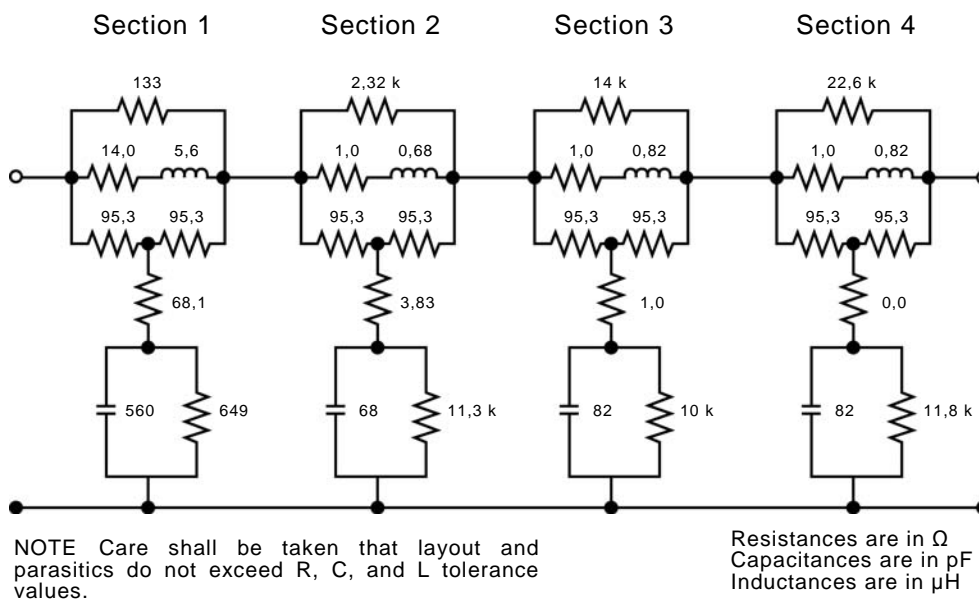 Section 1 Section 2 Section 3 Section 4
133 2,32 k 14 k 22,6 k
14,0 5,6 1,0 0,68 1,0 0,82 1,0 0,82
95,3 95,3 95,3 95,3 95,3 95,3 95,3 95,3
68,1 3,83 1,0 0,0
560 649 68 11,3 k 82 10 k 82 11,8 k
NOTE Care shall be taken that layout and
parasitics do not exceed R, C, and L tolerance
values.
Resistances are in Ω
Capacitances are in pF
Inductances are in μH